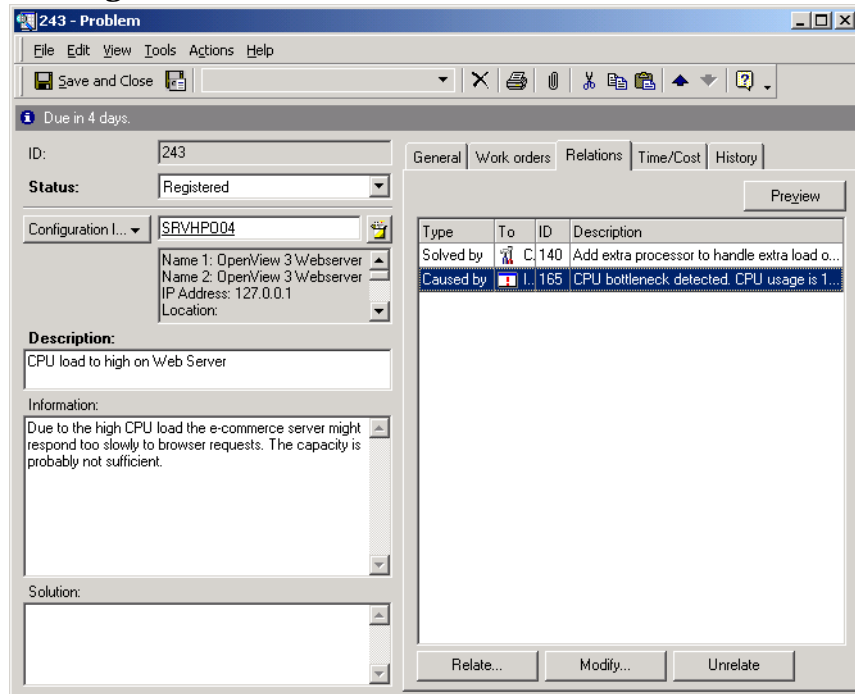 243 - Problem
File Edit View Tools Actions Help
Save and Close
Due in 4 days.
ID: 243
Status: Registered
Configuration I... SRVHPO04
Name 1: OpenView 3 Webserver
Name 2: OpenView 3 Webserver
IP Address: 127.0.0.1
Location:
Description:
CPU load to high on Web Server
Information:
Due to the high CPU load the e-commerce server might
respond too slowly to browser requests. The capacity is
probably not sufficient.
Solution:
General Work orders Relations Time/Cost History
Preview
Type To ID Description
Solved by C. 140 Add extra processor to handle extra load o...
Caused by I.. 165 CPU bottleneck detected. CPU usage is 1...
Relate... Modify... Unrelate